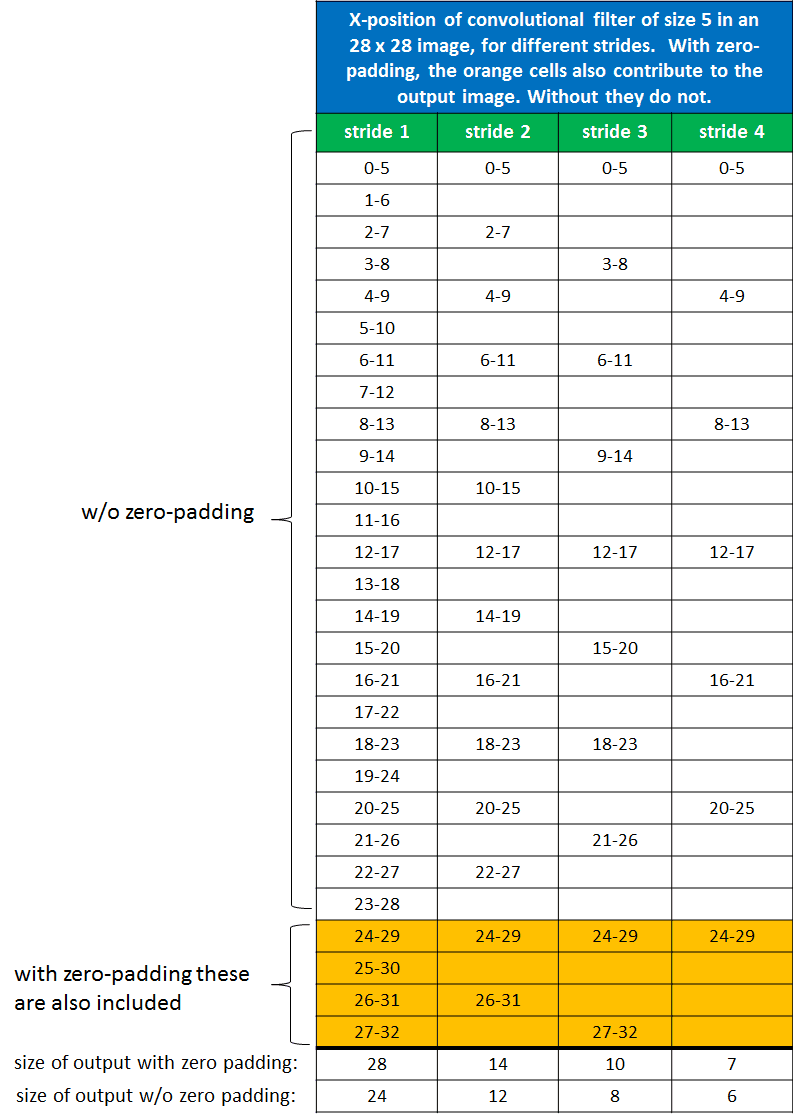 X-position of convolutional filter of size 5 in an
28 x 28 image, for different strides. With zero-
padding, the orange cells also contribute to the
output image. Without they do not.
stride 1 stride 2 stride 3 stride 4
0-5 0-5 0-5 0-5
1-6
2-7 2-7
3-8 3-8
4-9 4-9 4-9
5-10
6-11 6-11 6-11
7-12
8-13 8-13 8-13
9-14 9-14
10-15 10-15
w/o zero-padding
11-16
12-17 12-17 12-17 12-17
13-18
14-19 14-19
15-20 15-20
16-21 16-21 16-21
17-22
18-23 18-23 18-23
19-24
20-25 20-25 20-25
21-26 21-26
22-27 22-27
23-28
24-29 24-29 24-29 24-29
with zero-padding these
are also included
25-30
26-31 26-31
27-32 27-32
size of output with zero padding: 28 14 10 7
size of output w/o zero padding: 24 12 8 6